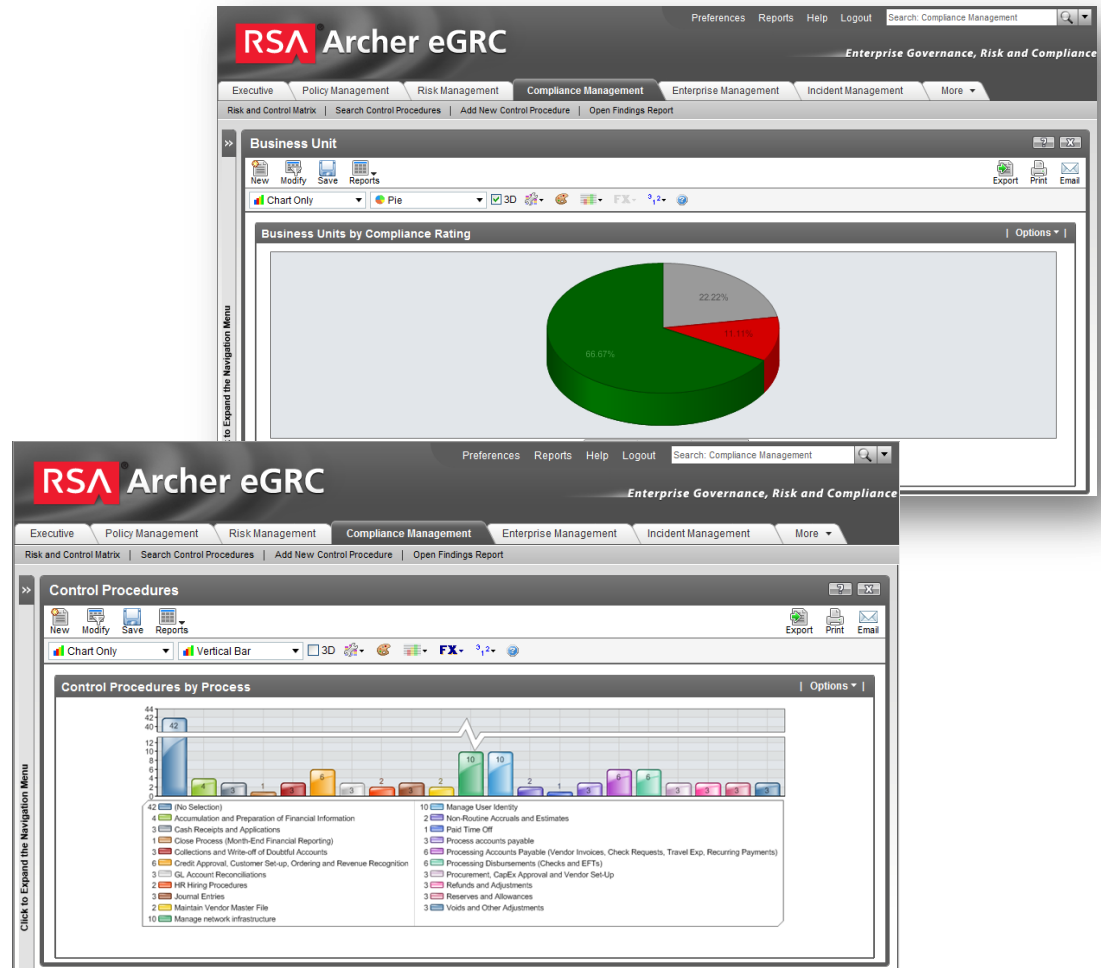 Preferences Reports Help Logout Search: Compliance Management
RSA Archer eGRC
Enterprise Governance, Risk and Compliance
Executive Policy Management Risk Management Compliance Management Enterprise Management Incident Management More
Risk and Control Matrix | Search Control Procedures | Add New Control Procedure | Open Findings Report
» Business Unit ? X
New Modify Save Reports Export Print Email
Chart Only Pie 3D FX
Business Units by Compliance Rating | Options |
22.22%
11.11%
66.67%
to Expand the Navigation Menu
Preferences Reports Help Logout Search: Compliance Management
RSA Archer eGRC
Enterprise Governance, Risk and Compliance
Executive Policy Management Risk Management Compliance Management Enterprise Management Incident Management More
Risk and Control Matrix | Search Control Procedures | Add New Control Procedure | Open Findings Report
» Control Procedures ? X
New Modify Save Reports Export Print Email
Chart Only Vertical Bar 3D FX
Control Procedures by Process | Options |
44
42
40
12
10
8
6
4
2
0
42 4 3 1 3 6 3 2 3 2 10 10 2 1 3 6 6 3 3 3 3
42 (No Selection)
4 Accumulation and Preparation of Financial Information
3 Cash Receipts and Applications
1 Close Process (Month-End Financial Reporting)
3 Collections and Write-off of Doubtful Accounts
6 Credit Approval, Customer Set-up, Ordering and Revenue Recognition
3 GL Account Reconciliations
2 HR Hiring Procedures
3 Journal Entries
2 Maintain Vendor Master File
10 Manage network infrastructure
10 Manage User Identity
2 Non-Routine Accruals and Estimates
1 Paid Time Off
3 Process accounts payable
6 Processing Accounts Payable (Vendor Invoices, Check Requests, Travel Exp, Recurring Payments)
6 Processing Disbursements (Checks and EFTs)
3 Procurement, CapEx Approval and Vendor Set-Up
3 Refunds and Adjustments
3 Reserves and Allowances
3 Voids and Other Adjustments
Click to Expand the Navigation Menu